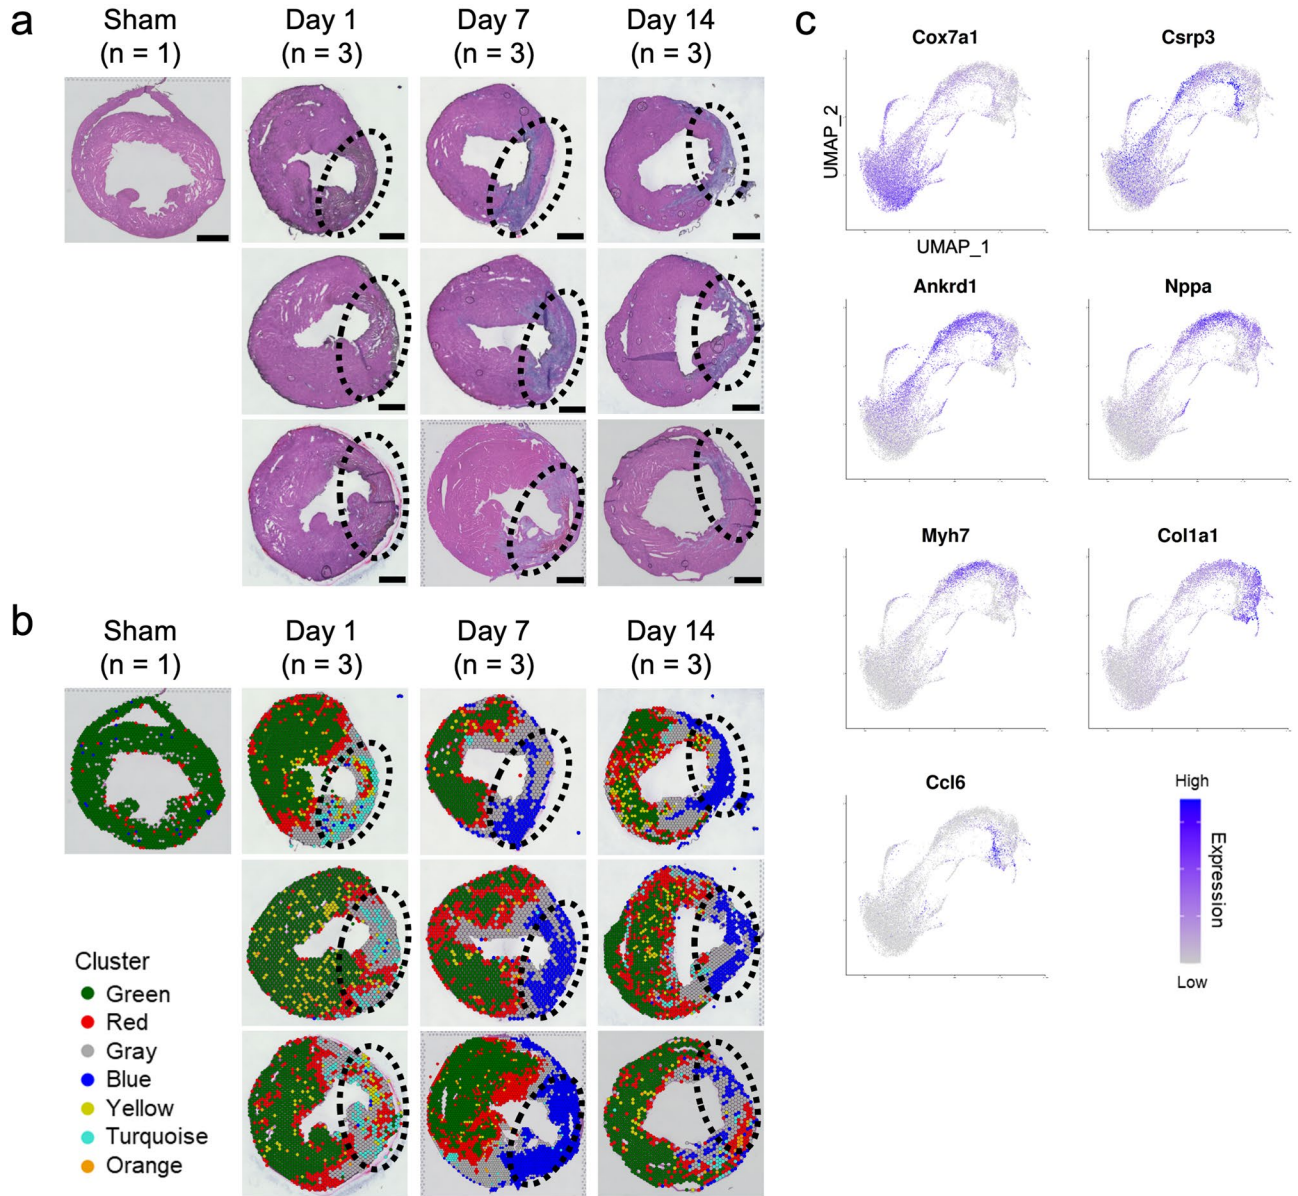 a
Sham
(n = 1)
Day 1
(n = 3)
Day 7
(n = 3)
Day 14
(n = 3)
b
Sham
(n = 1)
Day 1
(n = 3)
Day 7
(n = 3)
Day 14
(n = 3)
Cluster
Green
Red
Gray
Blue
Yellow
Turquoise
Orange
c
Cox7a1
Csrp3
UMAP_2
UMAP_1
Ankrd1
Nppa
Myh7
Col1a1
Ccl6
High
Expression
Low